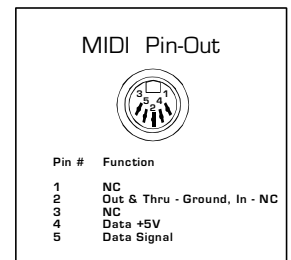 MIDI Pin-Out
3 1
5 4
2
Pin # Function
1 NC
2 Out & Thru - Ground, In - NC
3 NC
4 Data +5V
5 Data Signal